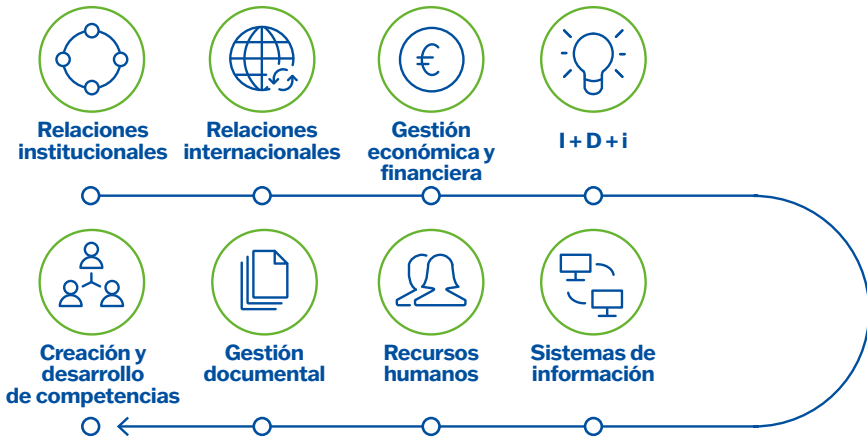 €
Relaciones
institucionales
Relaciones
internacionales
Gestión
económica y
financiera
I + D + i
Creación y
desarrollo
de competencias
Gestión
documental
Recursos
humanos
Sistemas de
información